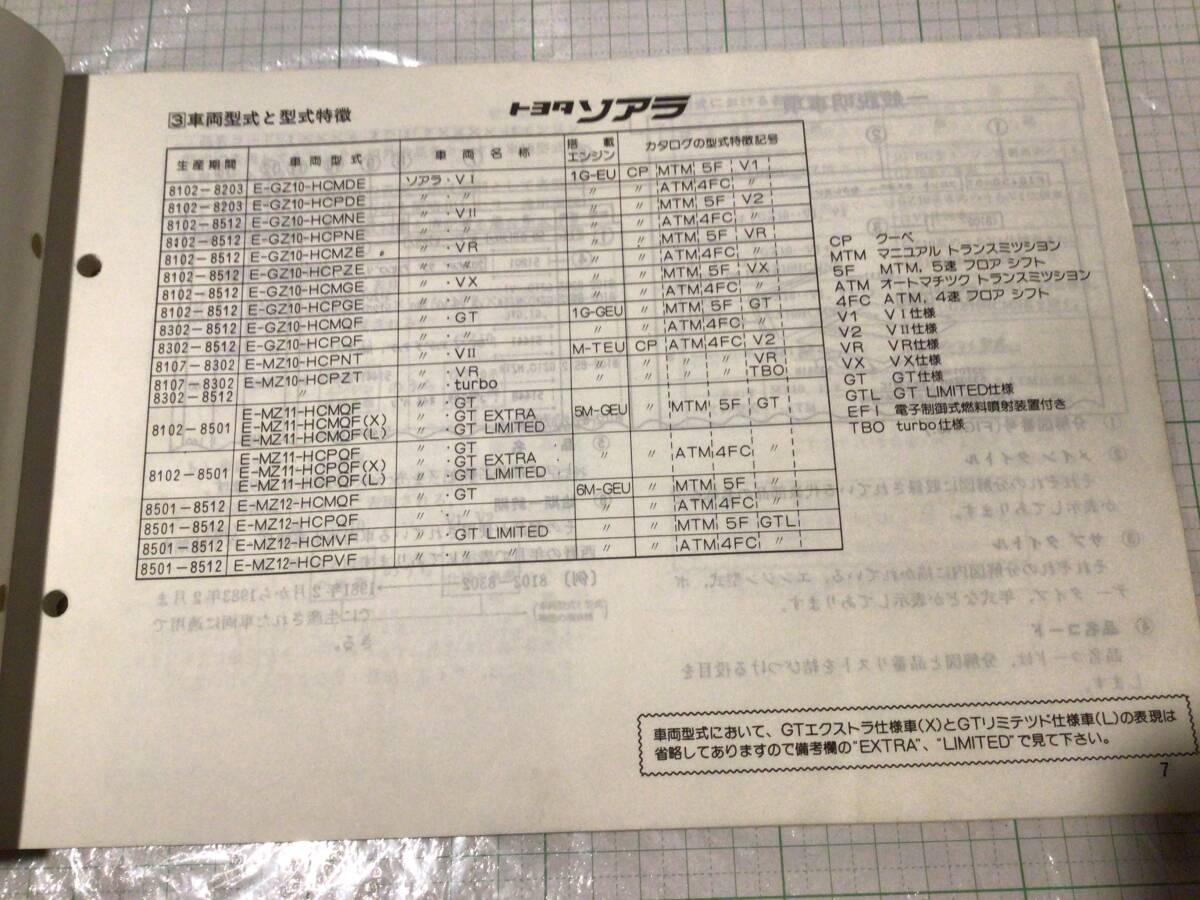 3 車両型式と型式特徴
トヨタ ソアラ
生産期間 車両型式 車両名称 搭載エンジン カタログの型式特徴記号
8102-8203 E-GZ10-HCMDE ソアラ・VI 1G-EU CP MTM 5F V1
8102-8203 E-GZ10-HCPDE 〃・〃 〃 ATM 4FC 〃
8102-8512 E-GZ10-HCMNE 〃・VII 〃 MTM 5F V2
8102-8512 E-GZ10-HCPNE 〃・〃 〃 ATM 4FC 〃
8102-8512 E-GZ10-HCMZE 〃・VR 〃 MTM 5F VR
8102-8512 E-GZ10-HCPZE 〃・〃 〃 ATM 4FC 〃
8102-8512 E-GZ10-HCMGE 〃・VX 〃 MTM 5F VX
8102-8512 E-GZ10-HCPGE 〃・〃 〃 ATM 4FC 〃
8302-8512 E-GZ10-HCMQF 〃・GT 1G-GEU 〃 MTM 5F GT
8302-8512 E-GZ10-HCPQF 〃・〃 〃 〃 ATM 4FC 〃
8107-8302 E-MZ10-HCPNT 〃・VII M-TEU CP ATM 4FC V2
8107-8302 E-MZ10-HCPZT 〃・VR 〃 〃 〃 〃 VR
8302-8512 〃 〃・turbo 〃 〃 〃 〃 TBO
8102-8501 E-MZ11-HCMQF 〃・GT 5M-GEU 〃 MTM 5F GT
E-MZ11-HCMQF(X) 〃・GT EXTRA
E-MZ11-HCMQF(L) 〃・GT LIMITED
8102-8501 E-MZ11-HCPQF 〃・GT 〃 〃 ATM 4FC 〃
E-MZ11-HCPQF(X) 〃・GT EXTRA
E-MZ11-HCPQF(L) 〃・GT LIMITED
8501-8512 E-MZ12-HCMQF 〃・GT 6M-GEU 〃 MTM 5F 〃
8501-8512 E-MZ12-HCPQF 〃・〃 〃 〃 ATM 4FC 〃
8501-8512 E-MZ12-HCMVF 〃・GT LIMITED 〃 〃 MTM 5F GTL
8501-8512 E-MZ12-HCPVF 〃・〃 〃 〃 〃 ATM 4FC 〃
CP クーペ
MTM マニュアル トランスミツシヨン
5F MTM, 5速 フロア シフト
ATM オートマチツク トランスミツシヨン
4FC ATM, 4速 フロア シフト
V1 VI仕様
V2 VII仕様
VR VR仕様
VX VX仕様
GT GT仕様
GTL GT LIMITED仕様
EFI 電子制御式燃料噴射装置付き
TBO turbo仕様
車両型式において、GTエクストラ仕様車(X)とGTリミテツド仕様車(L)の表現は
省略してありますので備考欄の"EXTRA"、"LIMITED"で見て下さい。
7